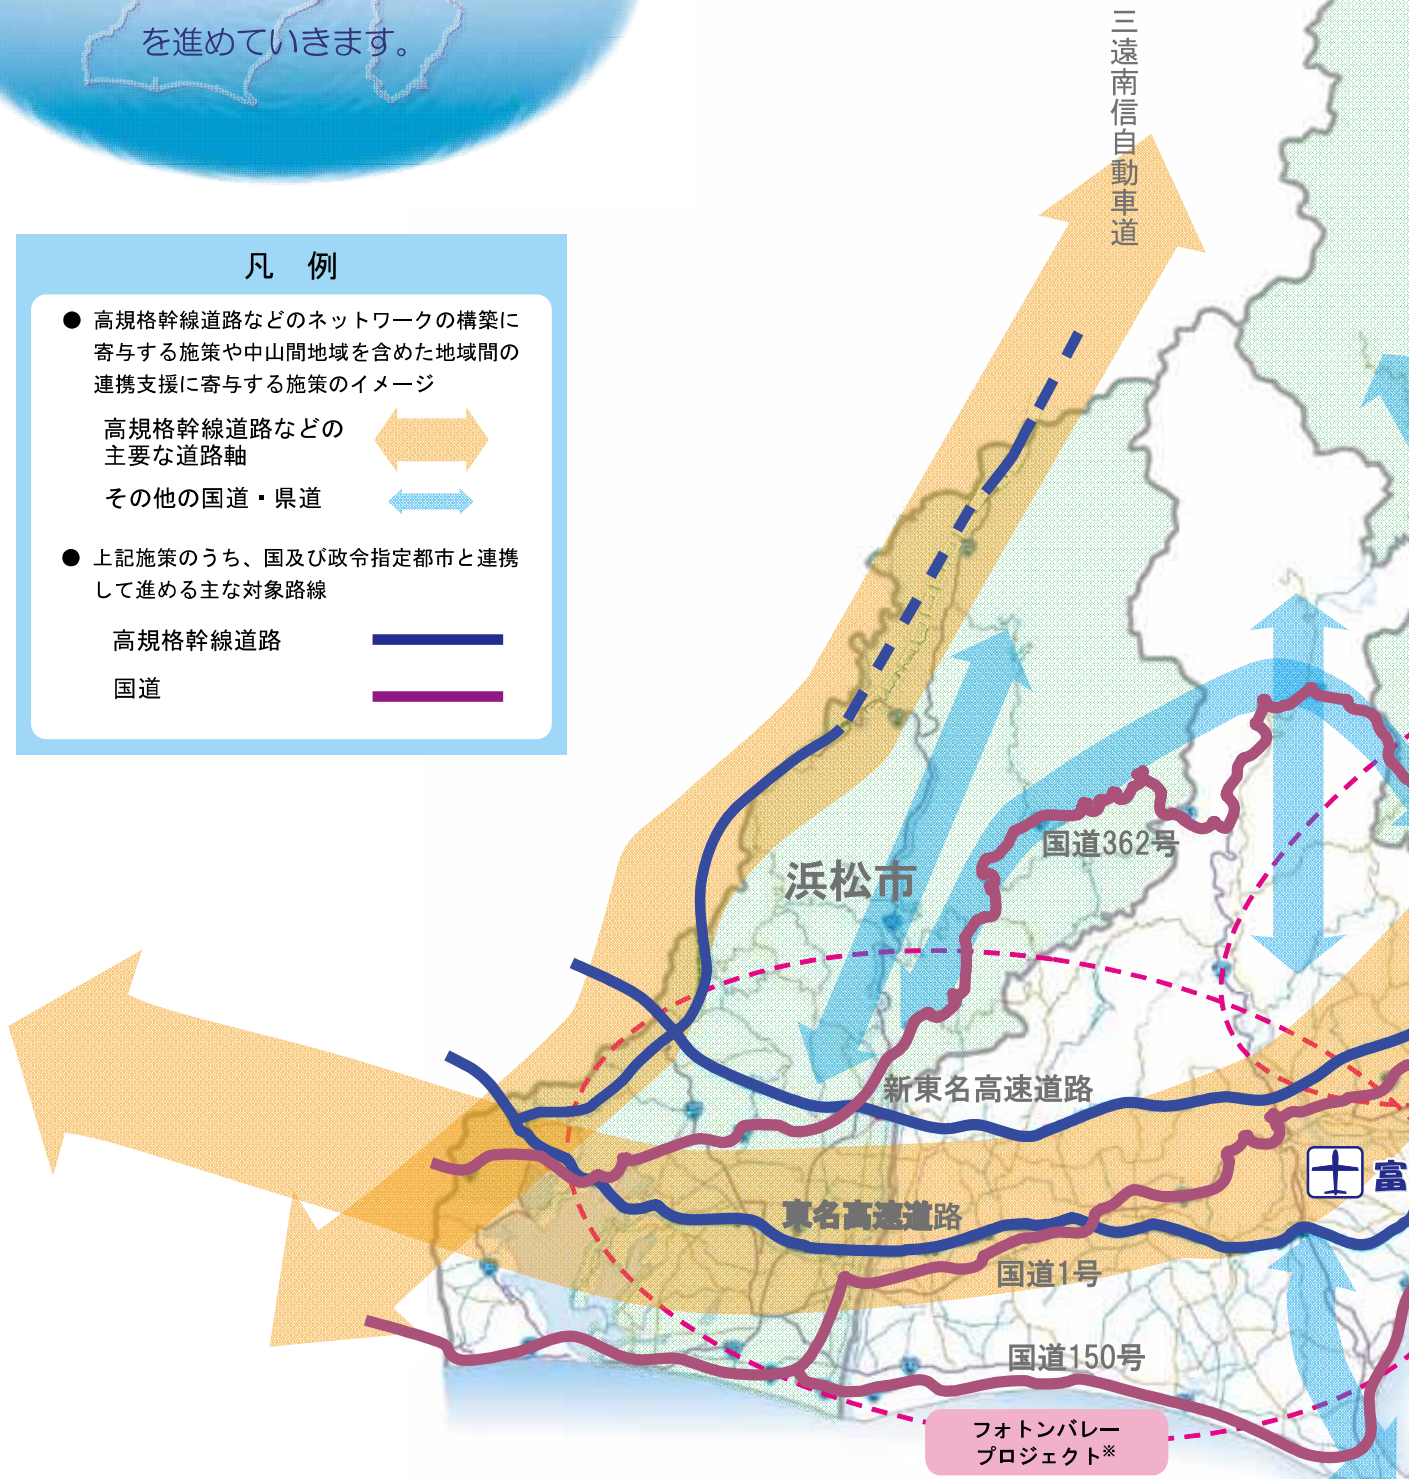 を進めていきます。
三遠南信自動車道
凡 例
● 高規格幹線道路などのネットワークの構築に
寄与する施策や中山間地域を含めた地域間の
連携支援に寄与する施策のイメージ
高規格幹線道路などの
主要な道路軸
その他の国道・県道
● 上記施策のうち、国及び政令指定都市と連携
して進める主な対象路線
高規格幹線道路
国道
国道362号
浜松市
新東名高速道路
富
東名高速道路
国道1号
国道150号
フォトンバレー
プロジェクト※